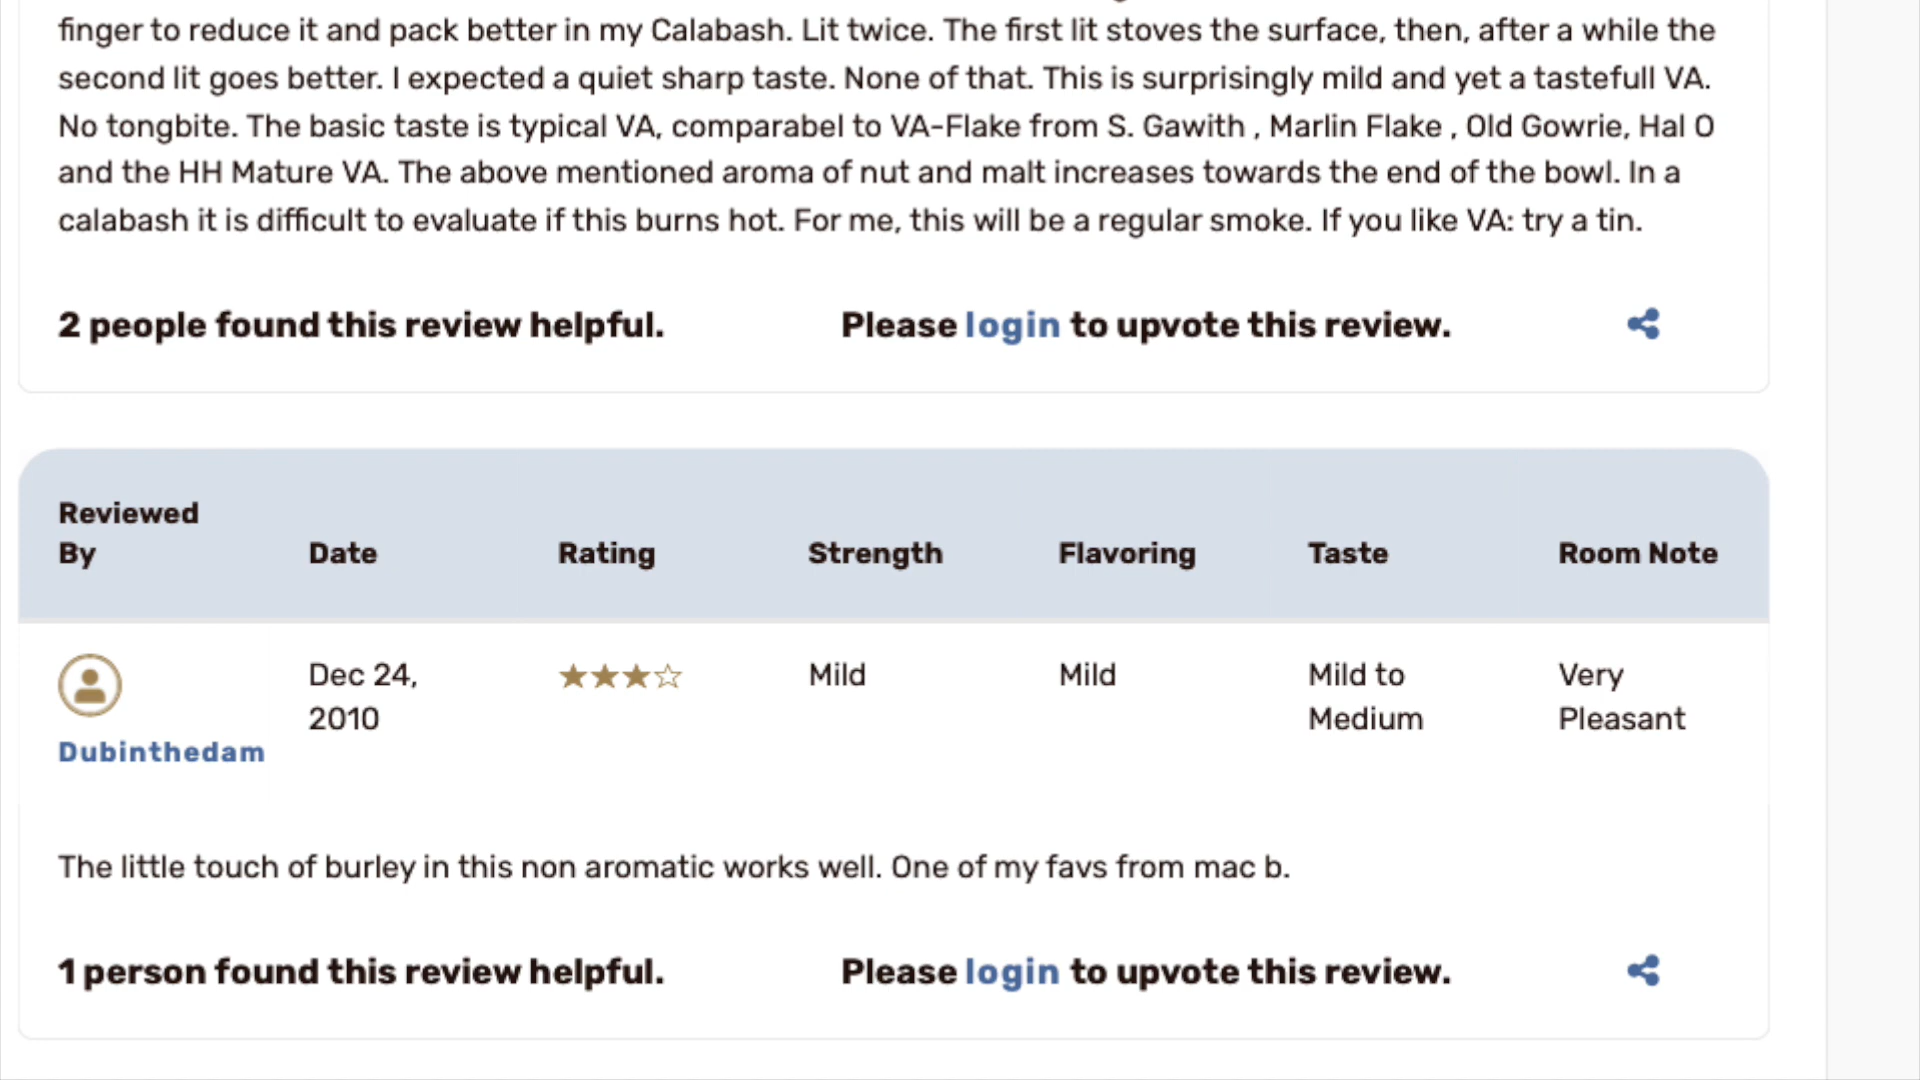 finger to reduce it and pack better in my Calabash. Lit twice. The first lit stoves the surface, then, after a while the
second lit goes better. I expected a quiet sharp taste. None of that. This is surprisingly mild and yet a tastefull VA.
No tongbite. The basic taste is typical VA, comparabel to VA-Flake from S. Gawith , Marlin Flake , Old Gowrie, Hal O
and the HH Mature VA. The above mentioned aroma of nut and malt increases towards the end of the bowl. In a
calabash it is difficult to evaluate if this burns hot. For me, this will be a regular smoke. If you like VA: try a tin.
2 people found this review helpful. Please login to upvote this review.
Reviewed
By Date Rating Strength Flavoring Taste Room Note
Dec 24, Mild Mild Mild to Very
2010 Medium Pleasant
Dubinthedam
The little touch of burley in this non aromatic works well. One of my favs from mac b.
1 person found this review helpful. Please login to upvote this review.